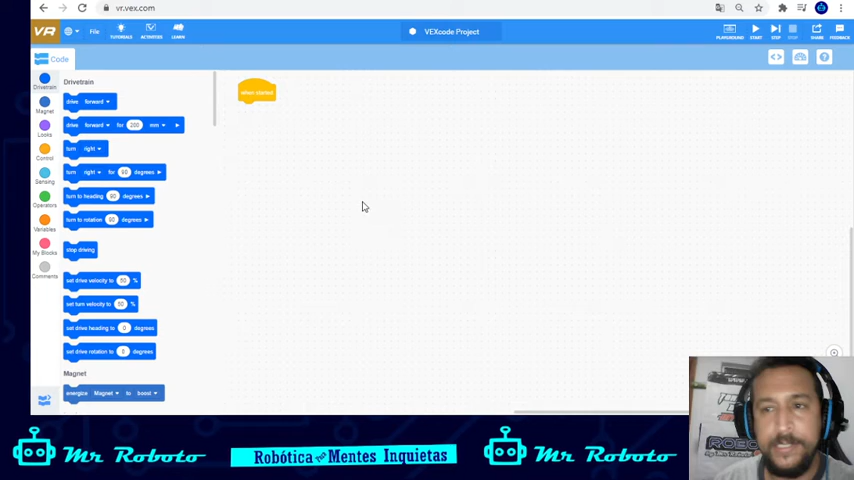 vr.vex.com
VR
File
TUTORIALS
ACTIVITIES
LEARN
VEXcode Project
PLAYGROUND
START
STEP
STOP
SHARE
FEEDBACK
Code
Drivetrain
Magnet
Looks
Control
Sensing
Operators
Variables
My Blocks
Comments
Drivetrain
drive forward
drive forward for 200 mm
turn right
turn right for 90 degrees
turn to heading 90 degrees
turn to rotation 90 degrees
stop driving
set drive velocity to 50 %
set turn velocity to 50 %
set drive heading to 0 degrees
set drive rotation to 0 degrees
Magnet
energize Magnet to boost
when started
Mr Roboto
Robótica Para Mentes Inquietas
Mr Roboto